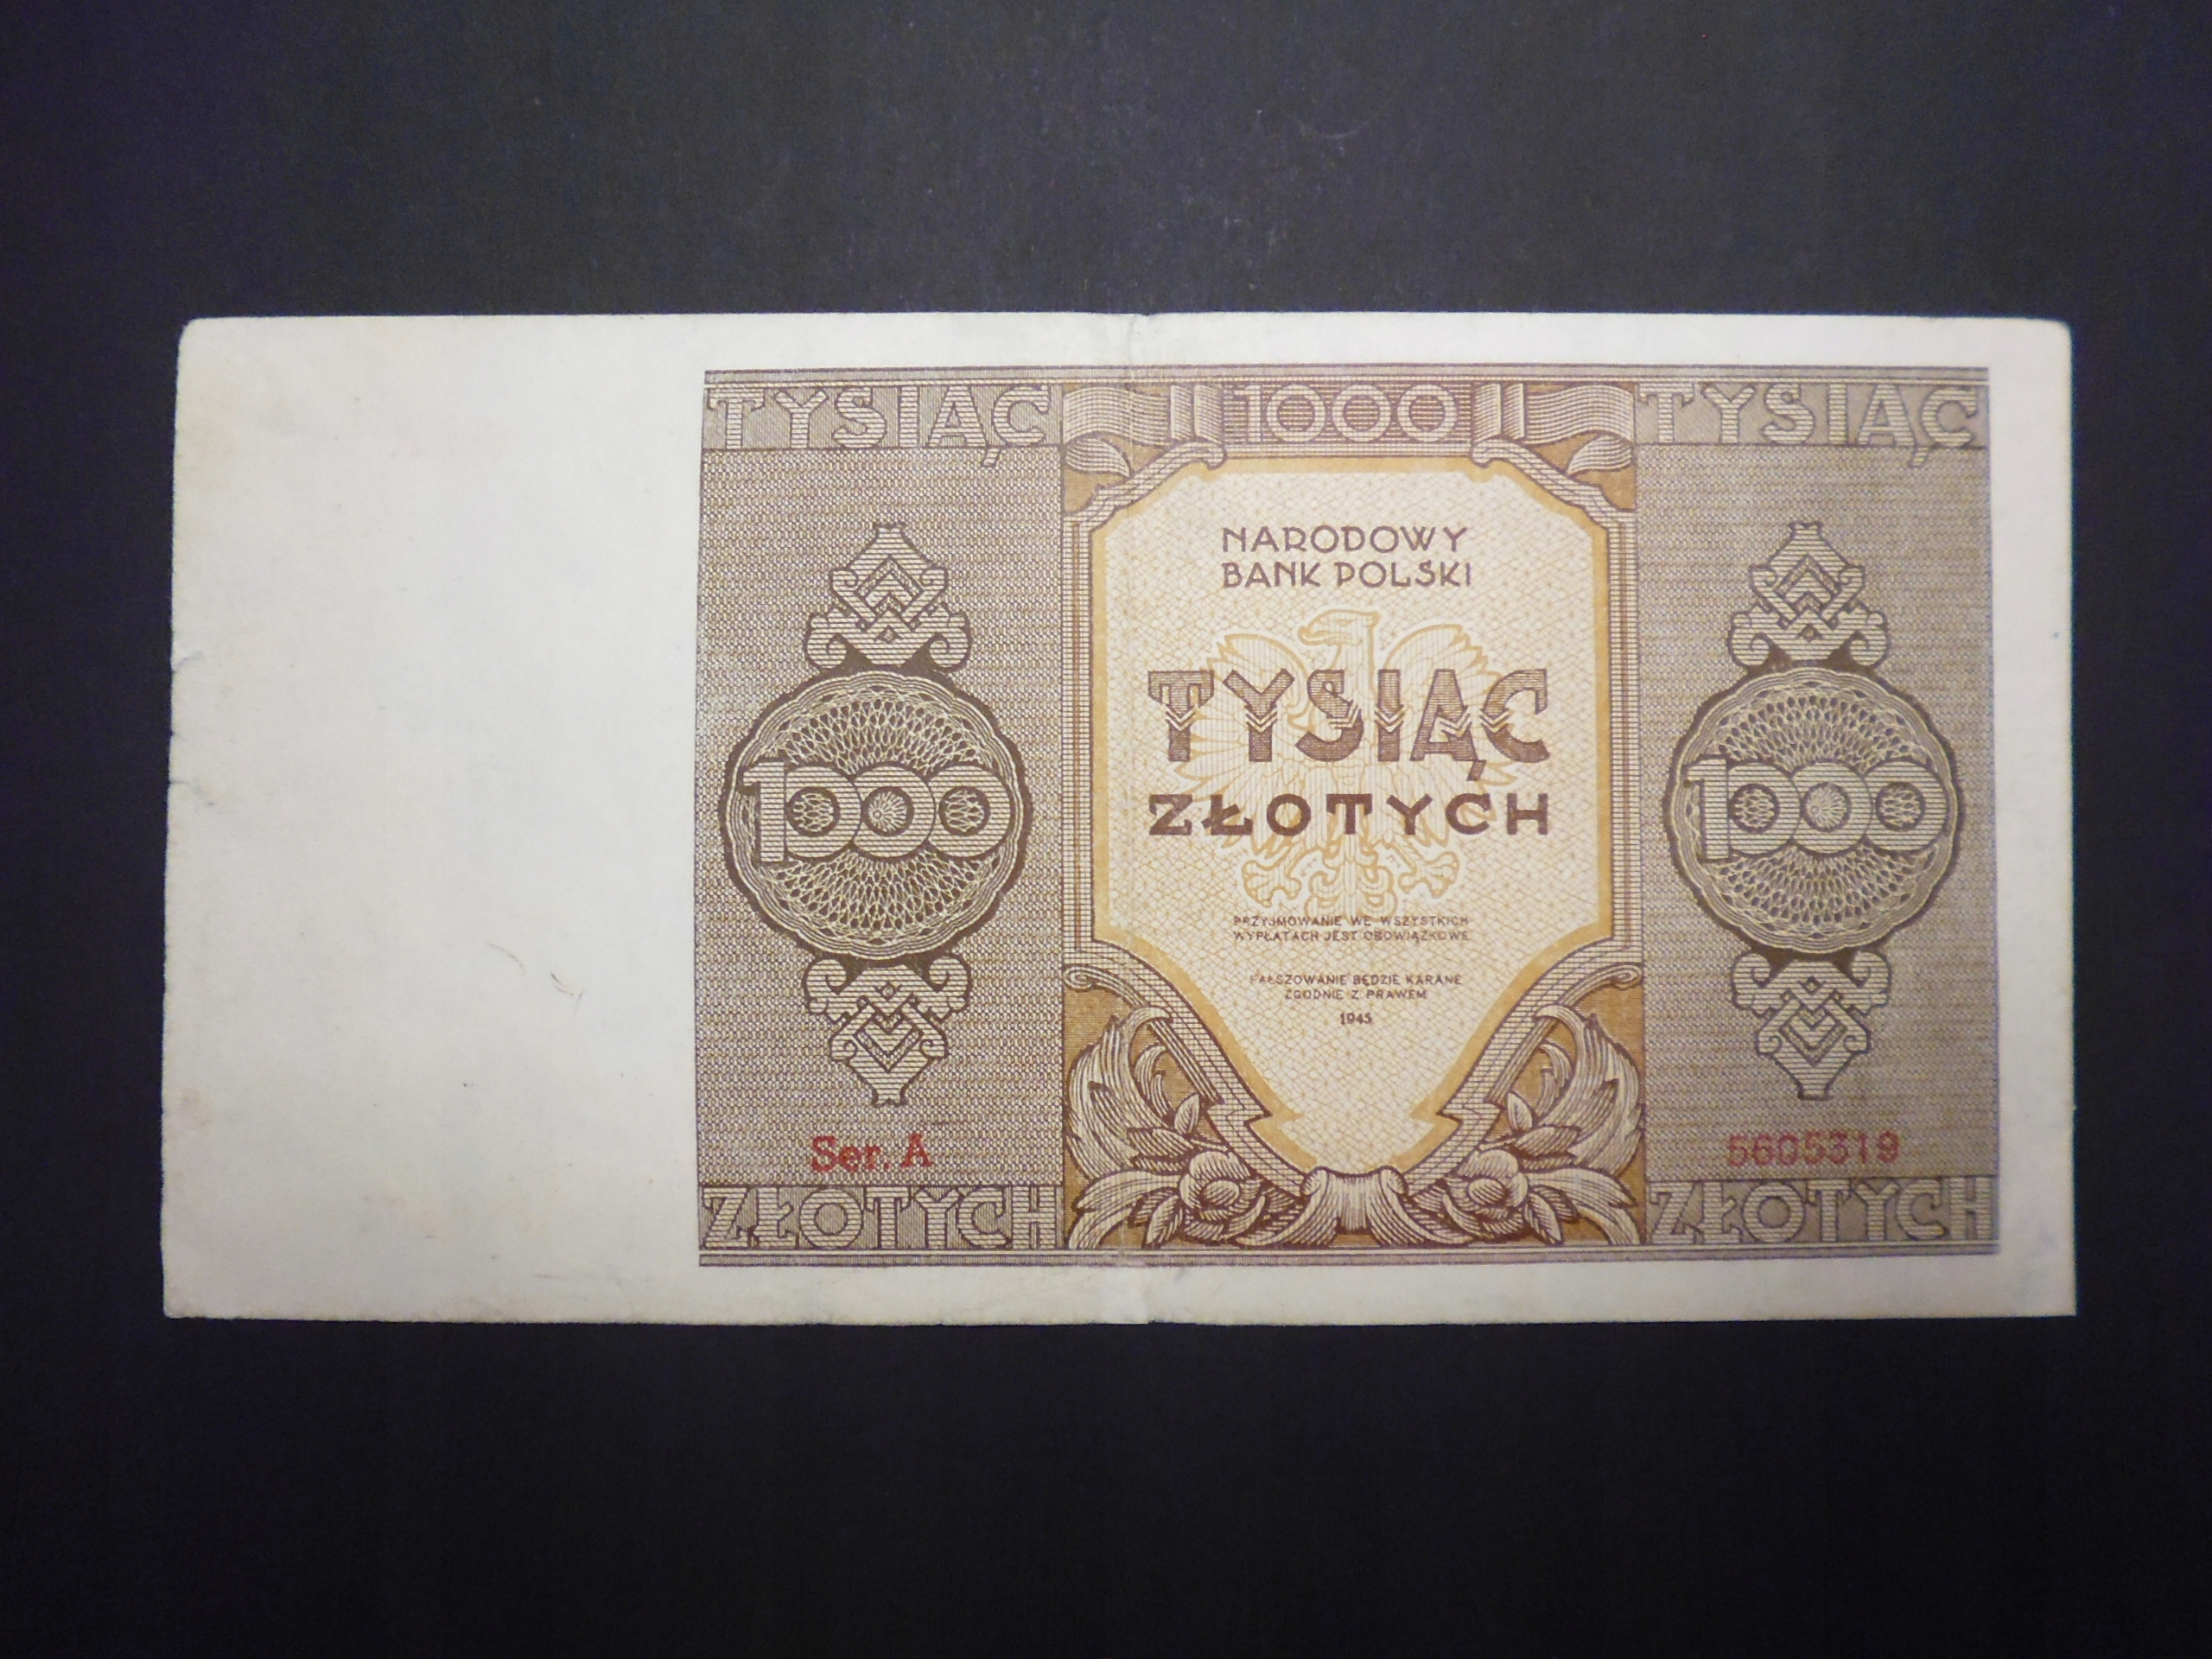 TYSIĄC 1000 TYSIĄC
NARODOWY
BANK POLSKI
TYSIĄC
ZŁOTYCH
1000 1000
PRZYJMOWANIE WE WSZYSTKICH
WYPŁATACH JEST OBOWIĄZKOWE
FAŁSZOWANIE BĘDZIE KARANE
ZGODNIE Z PRAWEM
1945
Ser. A 5605319
ZŁOTYCH ZŁOTYCH